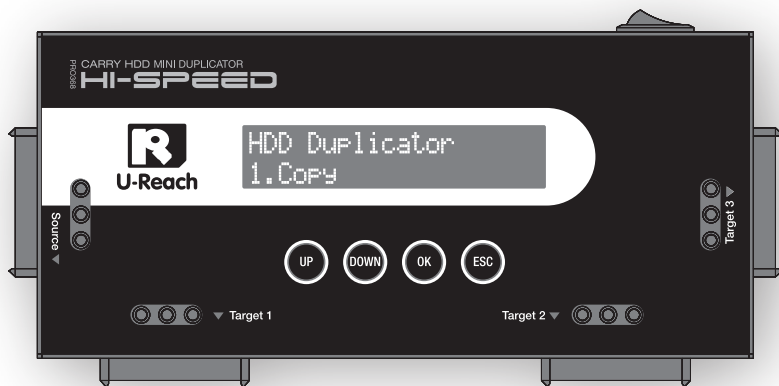 PRO368
CARRY HDD MINI DUPLICATOR
HI-SPEED
HDD Duplicator
1.Copy
U-Reach
Source
Target 3
UP
DOWN
OK
ESC
Target 1
Target 2